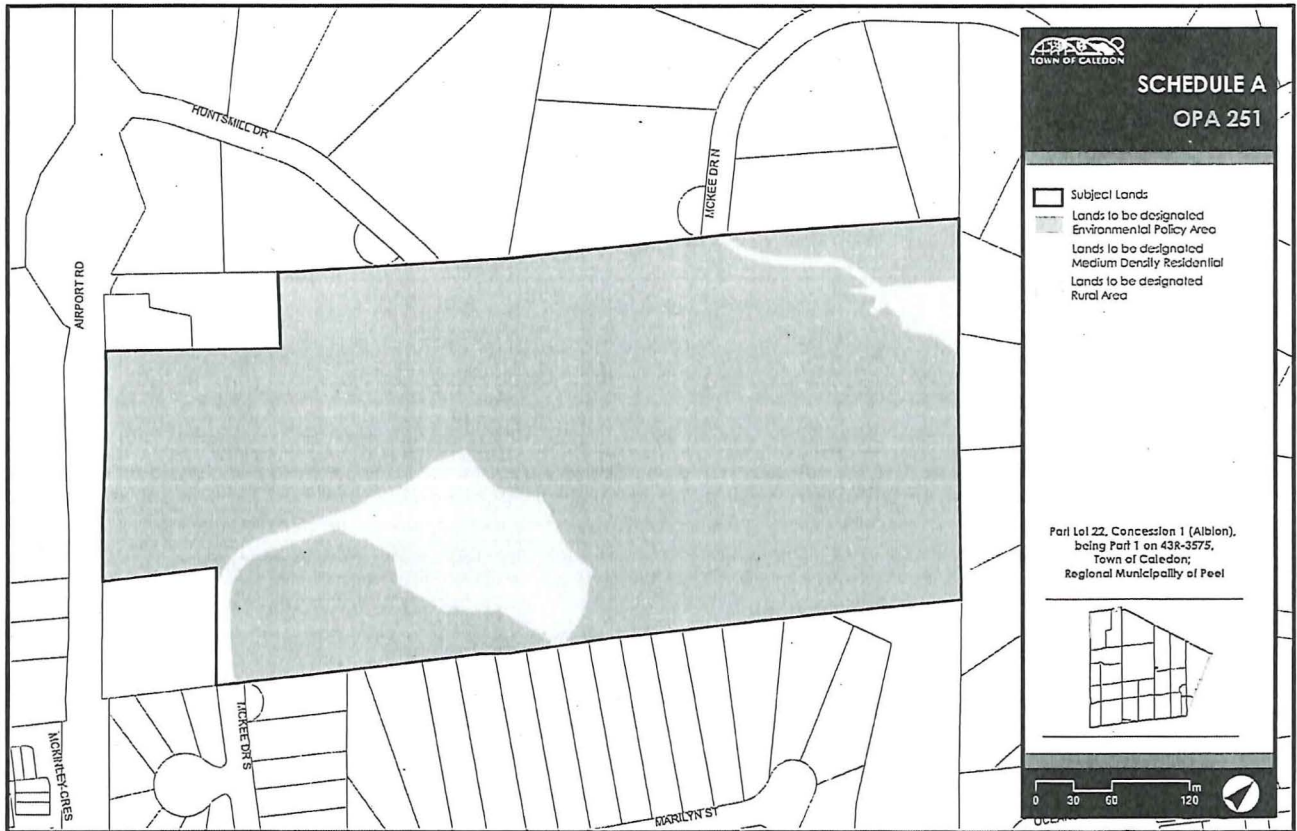 HUNTSMILL DR
MCKEE DR N
AIRPORT RD
MCKEE DR S
MCKINLEY CRES
MARILYN ST
TOWN OF CALEDON
SCHEDULE A
OPA 251
Subject Lands
Lands to be designated
Environmental Policy Area
Lands to be designated
Medium Density Residential
Lands to be designated
Rural Area
Part Lot 22, Concession 1 (Albion),
being Part 1 on 43R-3575,
Town of Caledon;
Regional Municipality of Peel
m
0 30 60 120